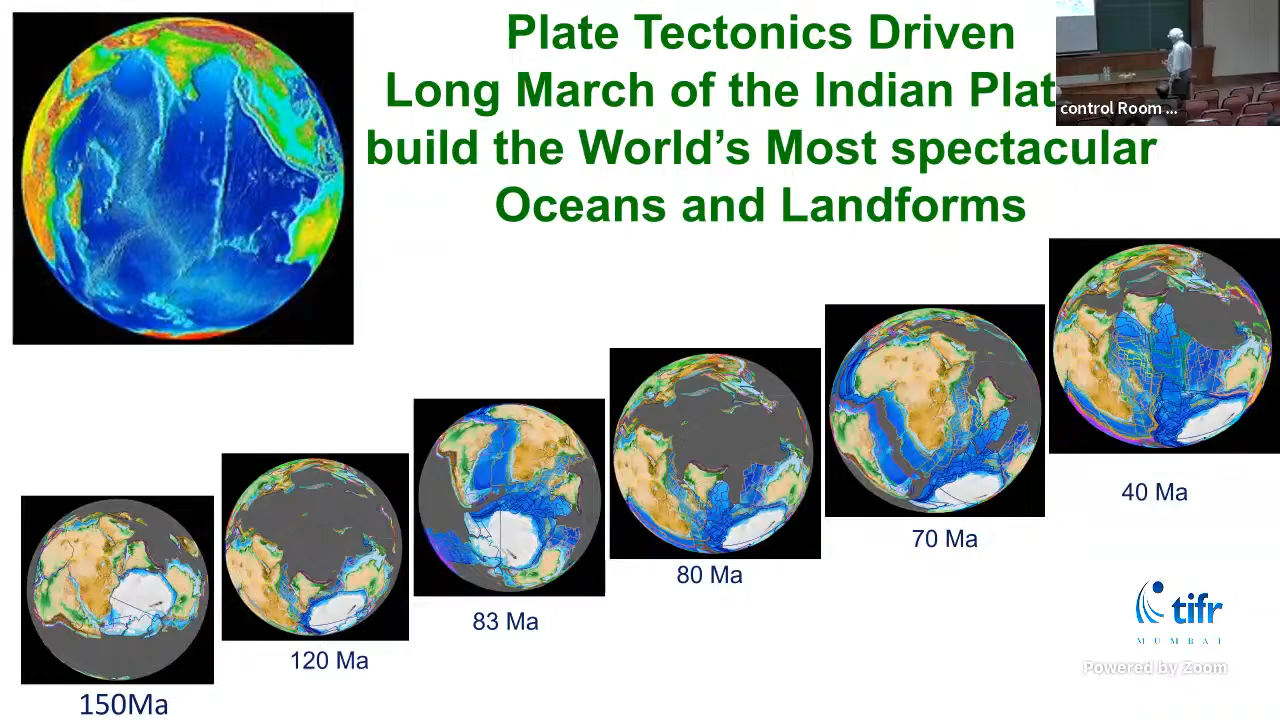 Plate Tectonics Driven
Long March of the Indian Plat
build the World's Most spectacular
Oceans and Landforms
control Room ...
40 Ma
70 Ma
80 Ma
83 Ma
120 Ma
150Ma
tifr
MUMBAI
Powered by Zoom